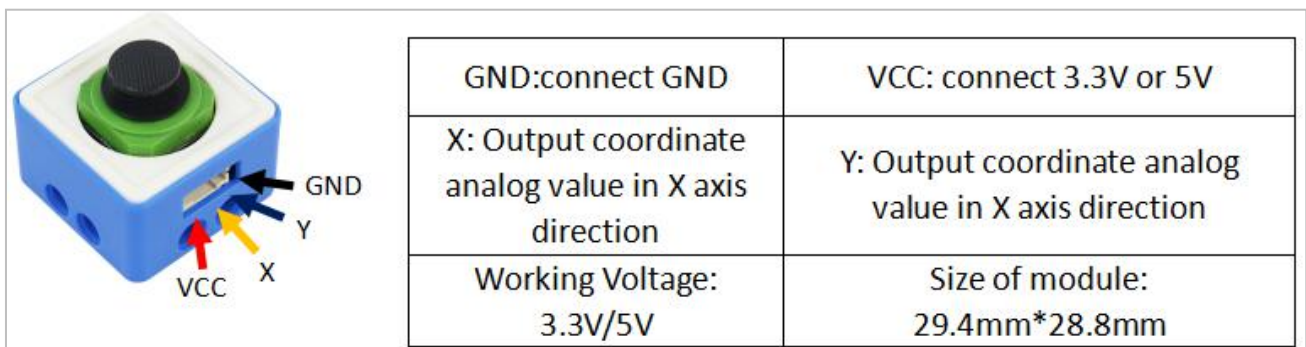 GND
Y
X
VCC
GND:connect GND
VCC: connect 3.3V or 5V
X: Output coordinate
analog value in X axis
direction
Y: Output coordinate analog
value in X axis direction
Working Voltage:
3.3V/5V
Size of module:
29.4mm*28.8mm